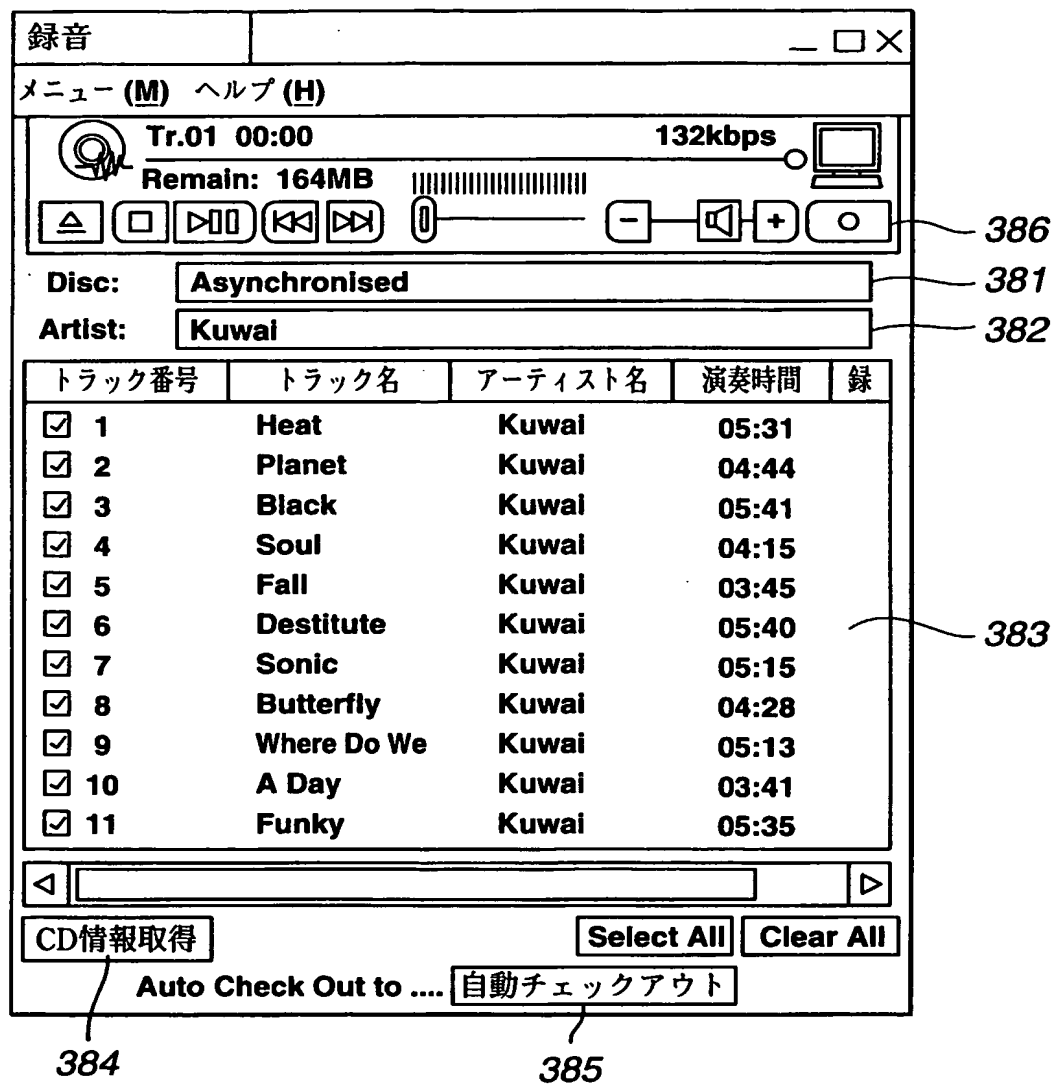 録音
メニュー (M) ヘルプ (H)
Tr.01 00:00 132kbps
Remain: 164MB
386
Disc: Asynchronised 381
Artist: Kuwai 382
トラック番号 トラック名 アーティスト名 演奏時間 録
1 Heat Kuwai 05:31
2 Planet Kuwai 04:44
3 Black Kuwai 05:41
4 Soul Kuwai 04:15
5 Fall Kuwai 03:45
6 Destitute Kuwai 05:40 383
7 Sonic Kuwai 05:15
8 Butterfly Kuwai 04:28
9 Where Do We Kuwai 05:13
10 A Day Kuwai 03:41
11 Funky Kuwai 05:35
CD情報取得 Select All Clear All
Auto Check Out to .... 自動チェックアウト
384 385